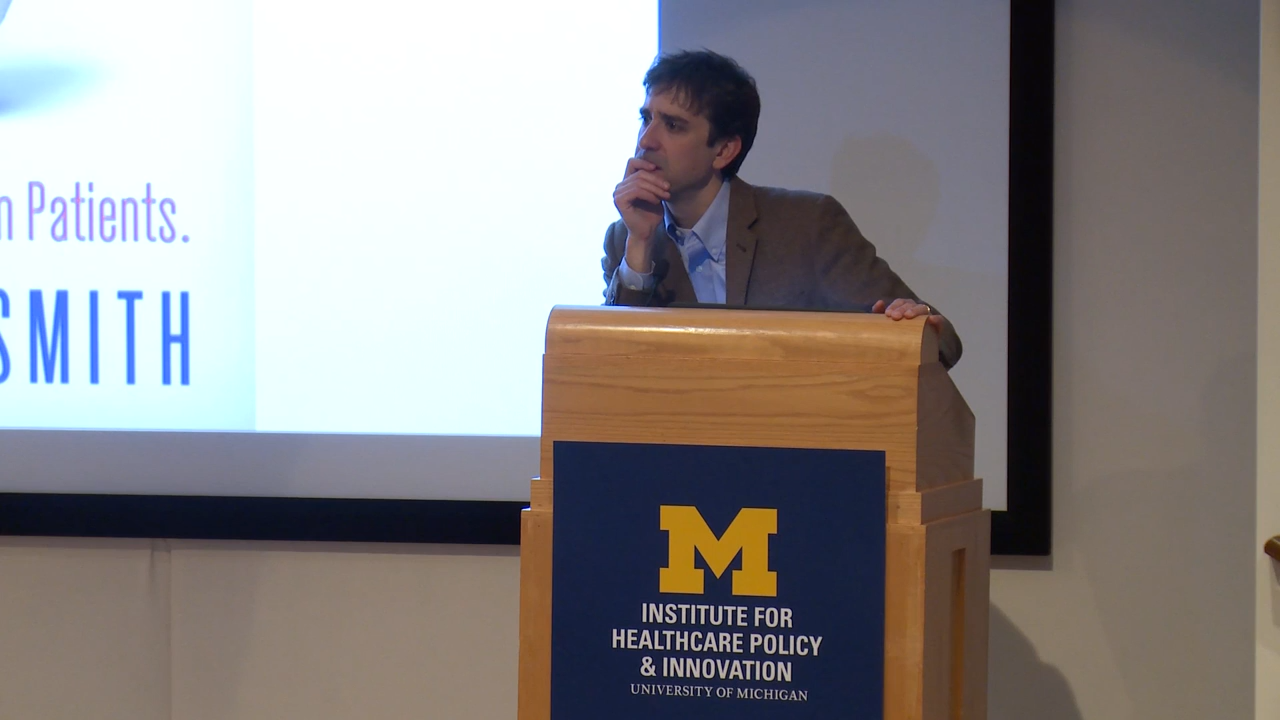 Patients.
SMITH
M
INSTITUTE FOR
HEALTHCARE POLICY
& INNOVATION
UNIVERSITY OF MICHIGAN